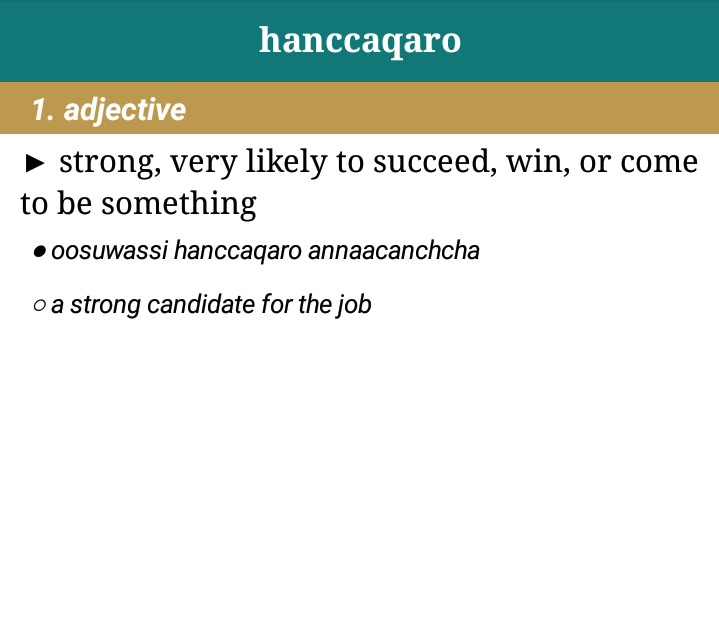 hanccaqaro
1. adjective
► strong, very likely to succeed, win, or come
to be something
● oosuwassi hanccaqaro annaacanchcha
○ a strong candidate for the job